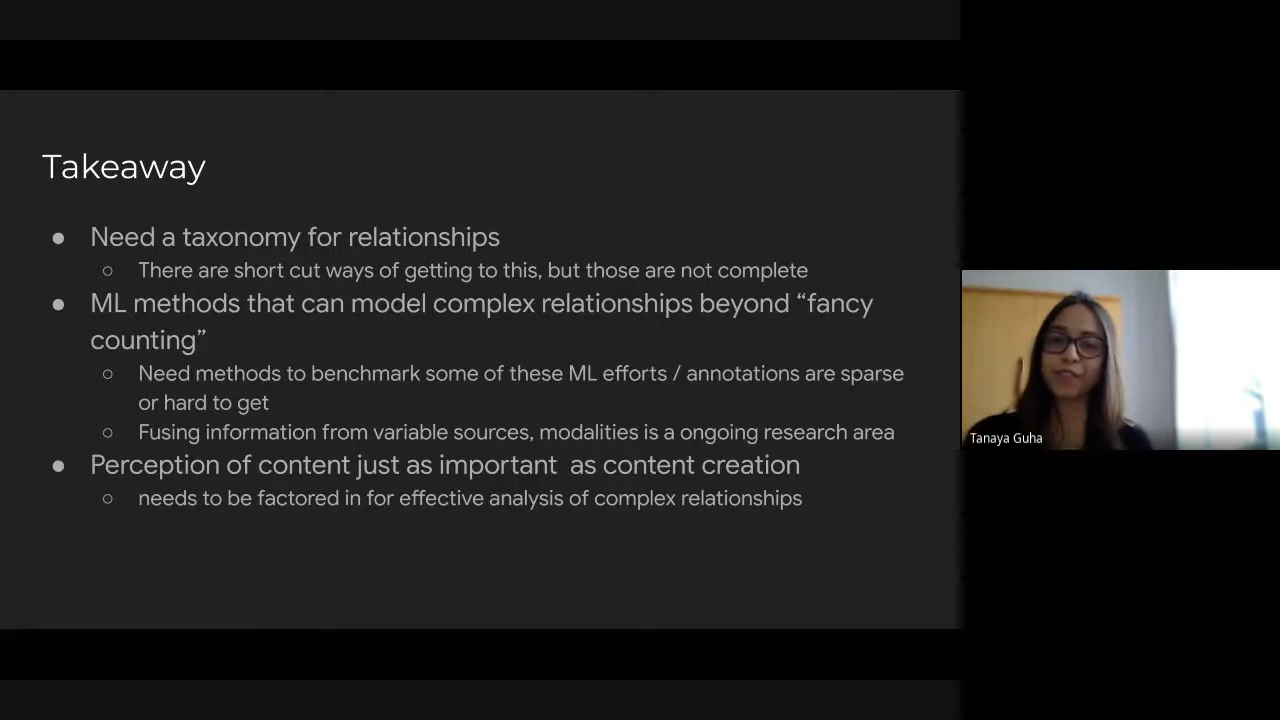 Takeaway
● Need a taxonomy for relationships
○ There are short cut ways of getting to this, but those are not complete
● ML methods that can model complex relationships beyond “fancy
counting”
○ Need methods to benchmark some of these ML efforts / annotations are sparse
or hard to get
○ Fusing information from variable sources, modalities is a ongoing research area
● Perception of content just as important  as content creation
○ needs to be factored in for effective analysis of complex relationships
Tanaya Guha